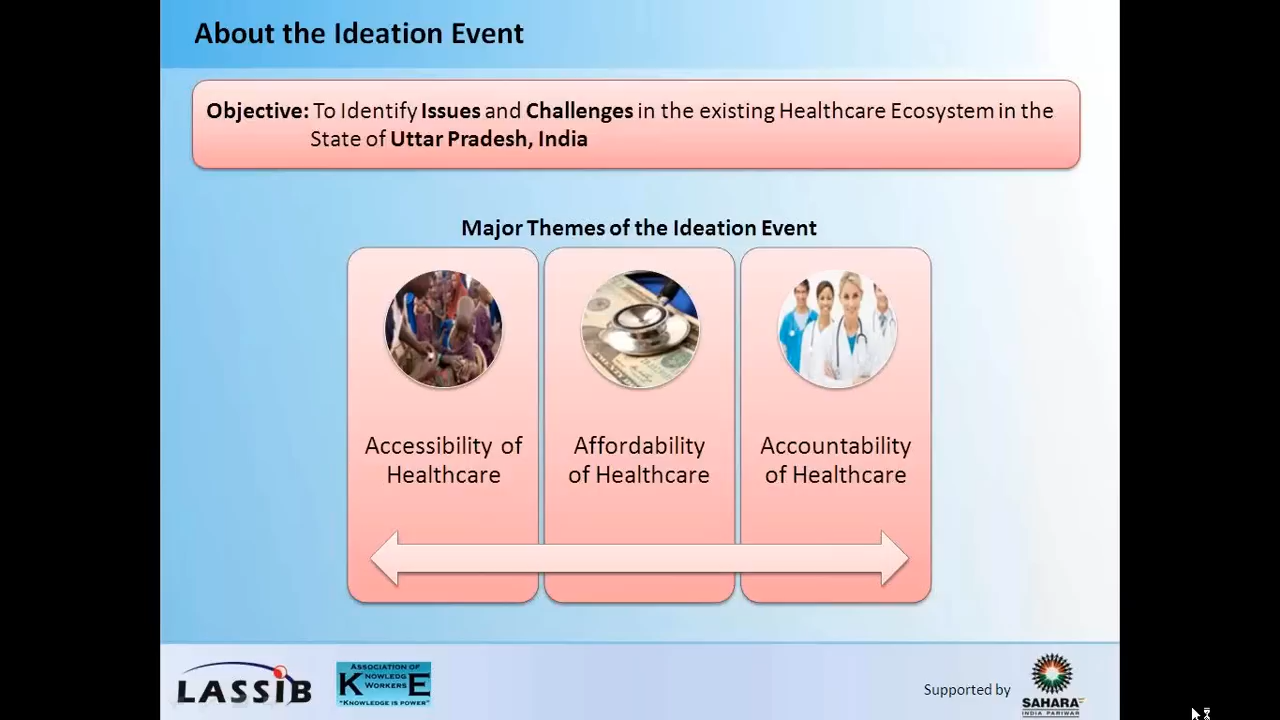 About the Ideation Event
Objective: To Identify Issues and Challenges in the existing Healthcare Ecosystem in the
State of Uttar Pradesh, India
Major Themes of the Ideation Event
Accessibility of
Healthcare
Affordability
of Healthcare
Accountability
of Healthcare
LASSIB
ASSOCIATION OF
KNOWLEDGE
WORKERS
"KNOWLEDGE IS POWER"
Supported by
SAHARA
INDIA PARIWAR